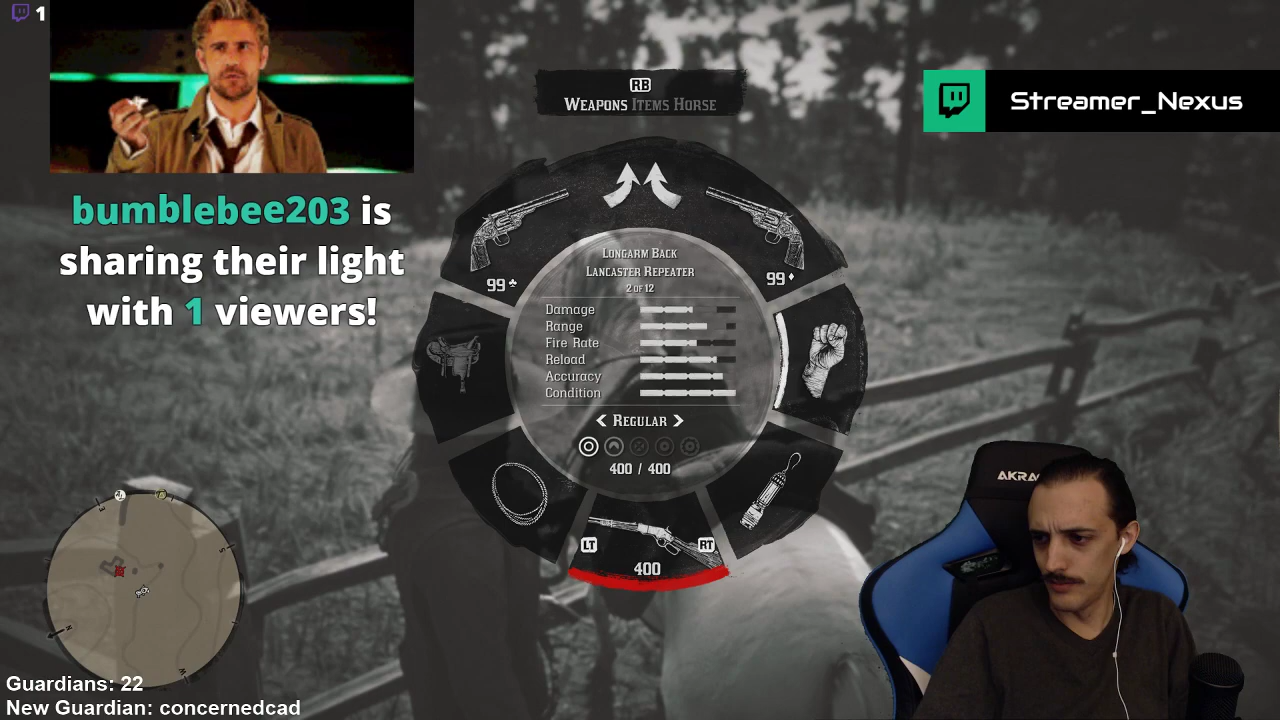 1
RB
Weapons Items Horse
Streamer_Nexus
bumblebee203 is
sharing their light
with 1 viewers!
99
99
Longarm Back
Lancaster Repeater
2 of 12
Damage
Range
Fire Rate
Reload
Accuracy
Condition
Regular
400 / 400
LT
RT
400
AKRA
Guardians: 22
New Guardian: concernedcad